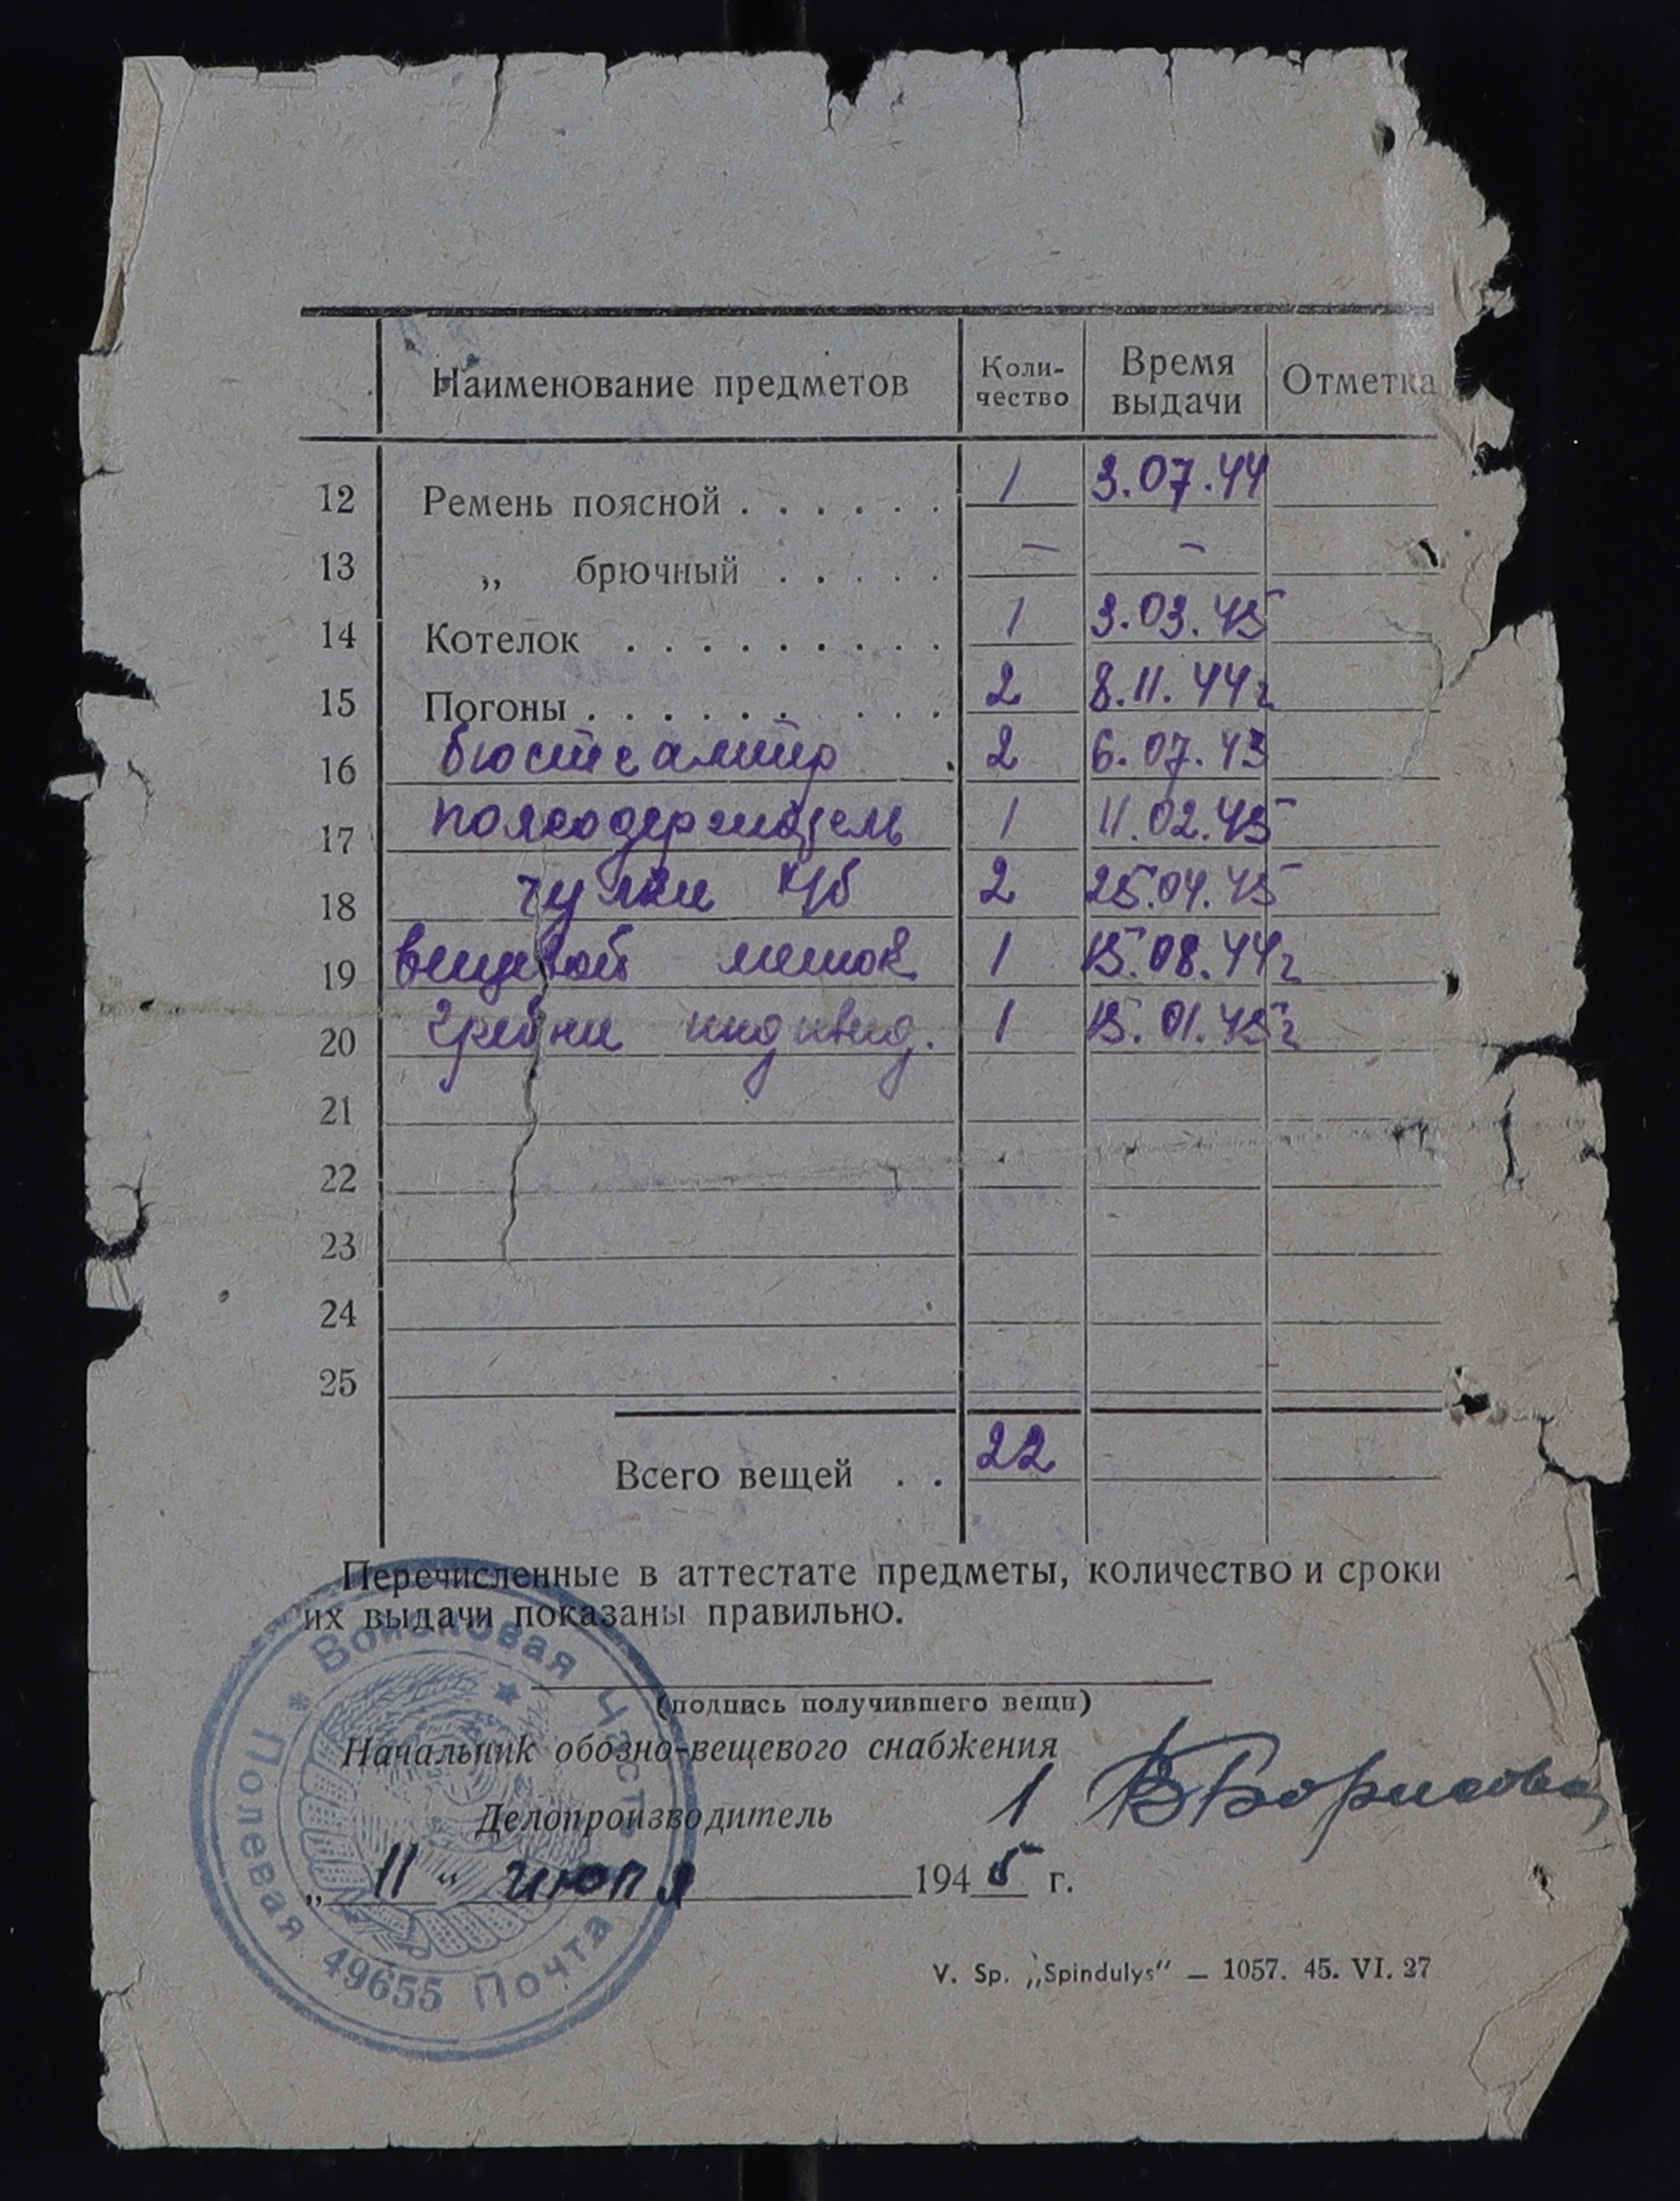 Наименование предметов Коли-чество Время выдачи Отметка
12 Ремень поясной . . . . . . 1 3.07.44
13 „ брючный . . . . . — —
14 Котелок . . . . . . . . . 1 3.03.45
15 Погоны . . . . . . . . . 2 8.11.44г
16 бюстгалтер 2 6.07.43
17 поясодержатель 1 11.02.45
18 чулки х/б 2 25.04.45
19 вещевой мешок 1 15.08.44г
20 гребни индивид. 1 15.01.45г
21
22
23
24
25
Всего вещей . . 22
Перечисленные в аттестате предметы, количество и сроки
их выдачи показаны правильно.
(подпись получившего вещи)
Начальник обозно-вещевого снабжения
Делопроизводитель 1 ВБорисова
„ 11 “ июля 1945 г.
Войсковая Часть
Полевая 49655 Почта
V. Sp. „Spindulys“ — 1057. 45. VI. 27